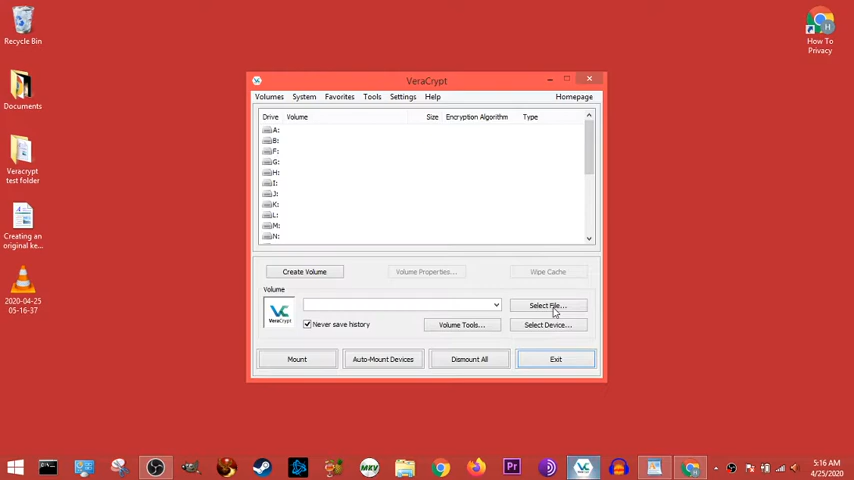 Recycle Bin
Documents
Veracrypt
test folder
Creating an
original ke...
2020-04-25
05-16-37
How To
Privacy
VeraCrypt
Volumes System Favorites Tools Settings Help Homepage
Drive Volume Size Encryption Algorithm Type
A:
B:
F:
G:
H:
I:
J:
K:
L:
M:
N:
Create Volume Volume Properties... Wipe Cache
Volume
VeraCrypt
Select File...
Never save history
Volume Tools... Select Device...
Mount Auto-Mount Devices Dismount All Exit
MKV
Pr
5:16 AM
4/25/2020